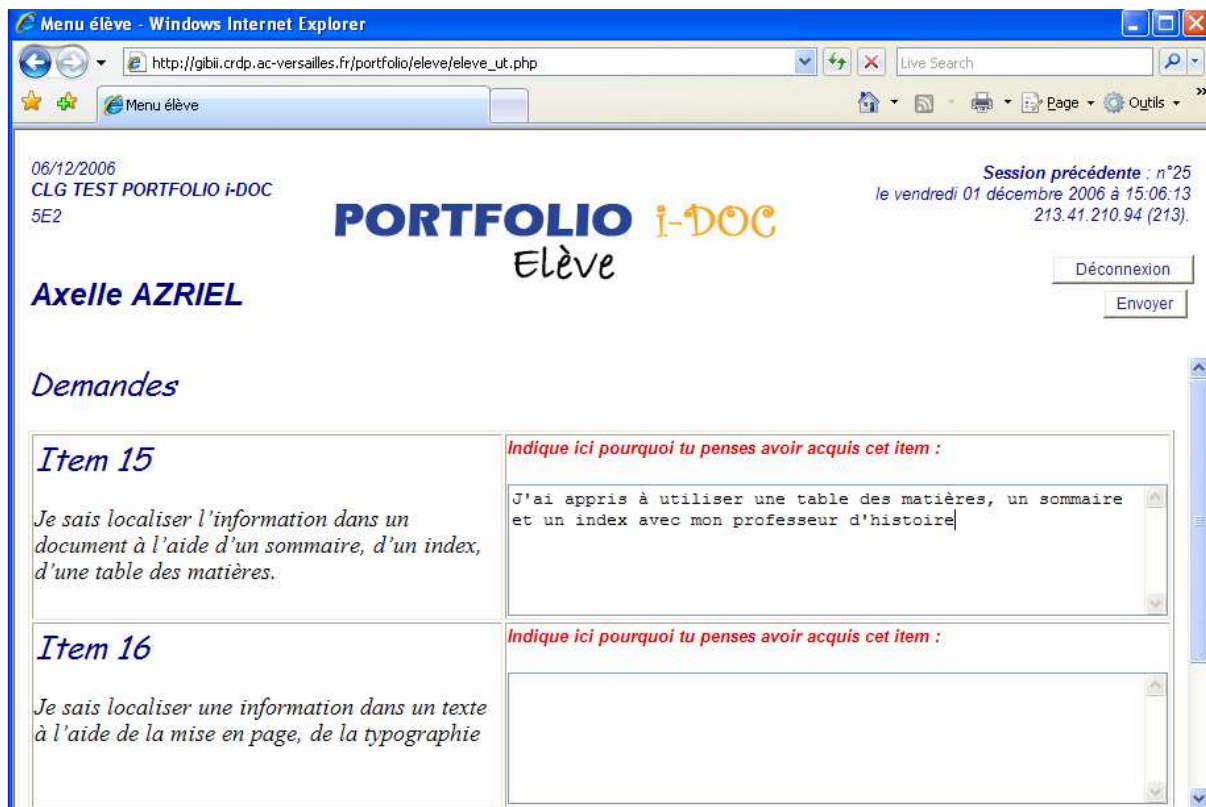 Menu élève - Windows Internet Explorer
http://gibii.crdp.ac-versailles.fr/portfolio/eleve/eleve_ut.php
Live Search
Menu élève
Page
Outils
06/12/2006
CLG TEST PORTFOLIO i-DOC
5E2
Session précédente : n°25
le vendredi 01 décembre 2006 à 15:06:13
213.41.210.94 (213).
PORTFOLIO i-DOC
Elève
Déconnexion
Envoyer
Axelle AZRIEL
Demandes
Item 15
Je sais localiser l'information dans un
document à l'aide d'un sommaire, d'un index,
d'une table des matières.
Indique ici pourquoi tu penses avoir acquis cet item :
J'ai appris à utiliser une table des matières, un sommaire
et un index avec mon professeur d'histoire
Item 16
Je sais localiser une information dans un texte
à l'aide de la mise en page, de la typographie
Indique ici pourquoi tu penses avoir acquis cet item :